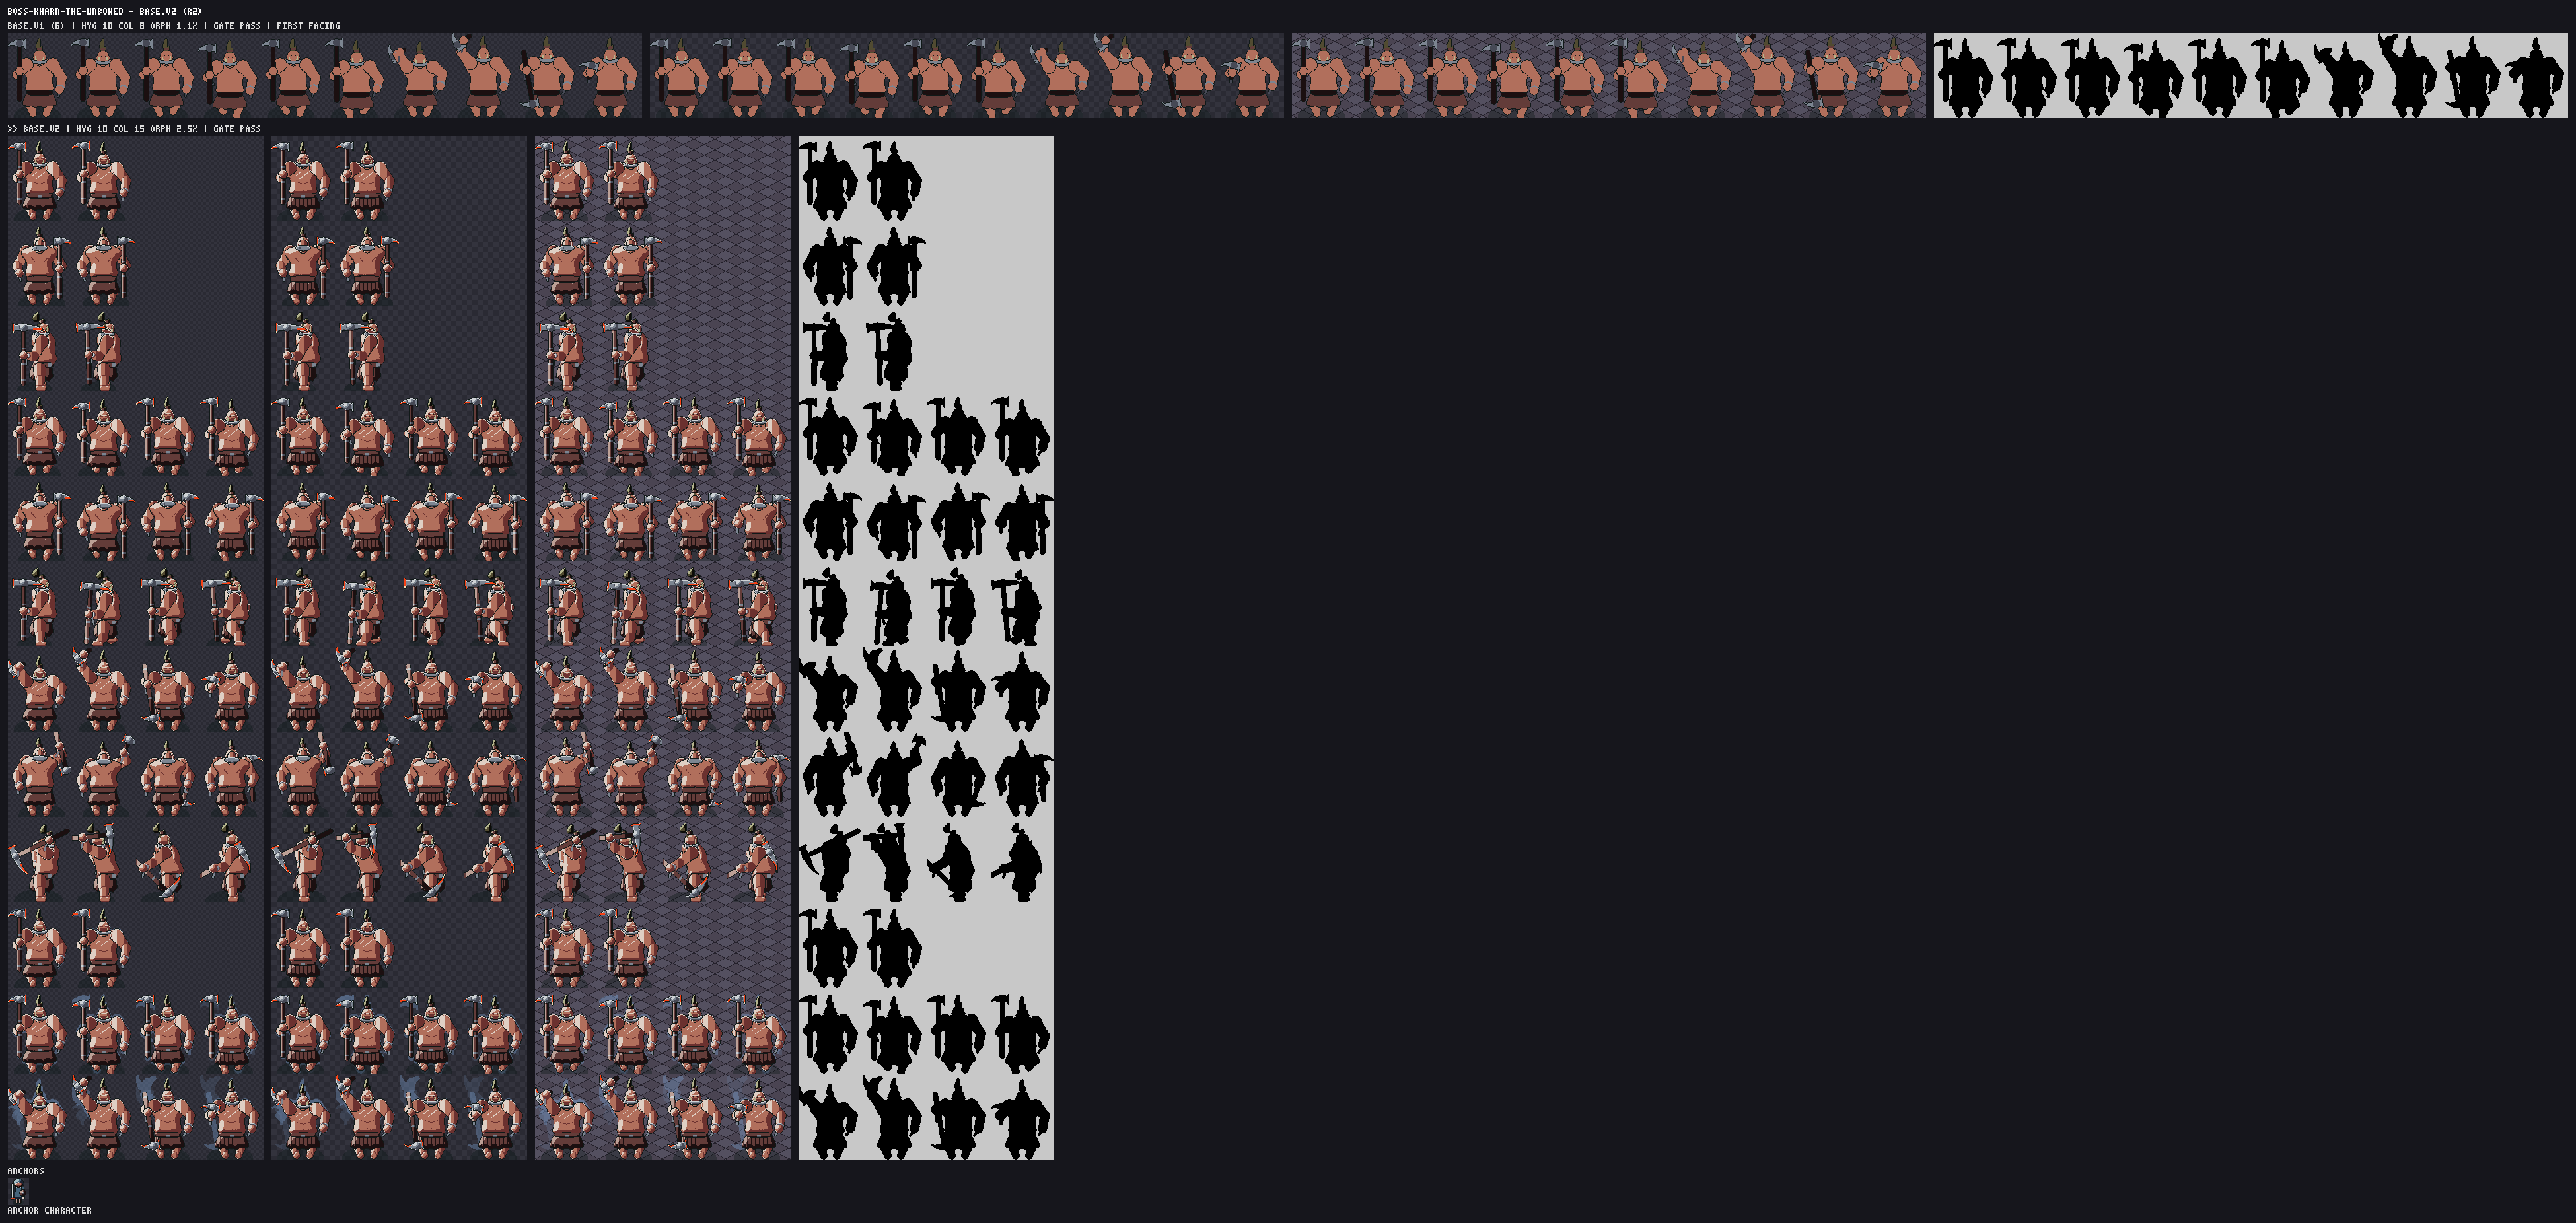 BOSS-KHARN-THE-UNBOWED - BASE.V2 (R2)
BASE.V1 (6) | HYG 10 COL 8 ORPH 1.1% | GATE PASS | FIRST FACING
>> BASE.V2 | HYG 10 COL 15 ORPH 2.5% | GATE PASS
ANCHORS
ANCHOR CHARACTER